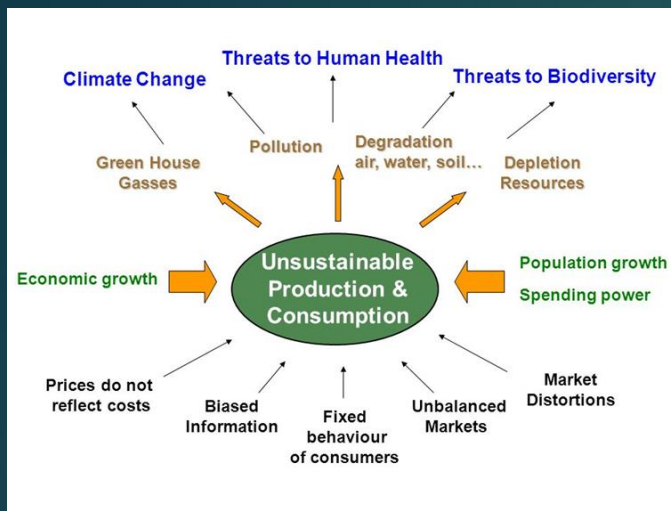 Threats to Human Health
Climate Change
Threats to Biodiversity
Green House
Gasses
Pollution
Degradation
air, water, soil...
Depletion
Resources
Economic growth
Unsustainable
Production &
Consumption
Population growth
Spending power
Prices do not
reflect costs
Biased
Information
Fixed
behaviour
of consumers
Unbalanced
Markets
Market
Distortions